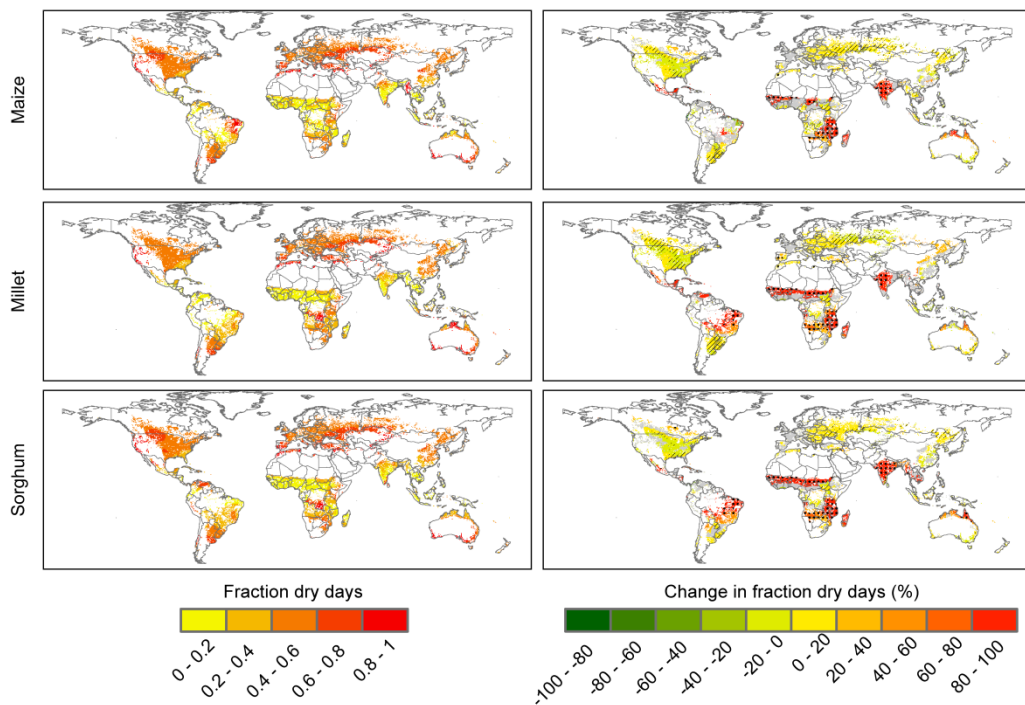 Maize
Millet
Sorghum
Fraction dry days
0 - 0.2
0.2 - 0.4
0.4 - 0.6
0.6 - 0.8
0.8 - 1
Change in fraction dry days (%)
-100 - -80
-80 - -60
-60 - -40
-40 - -20
-20 - 0
0 - 20
20 - 40
40 - 60
60 - 80
80 - 100